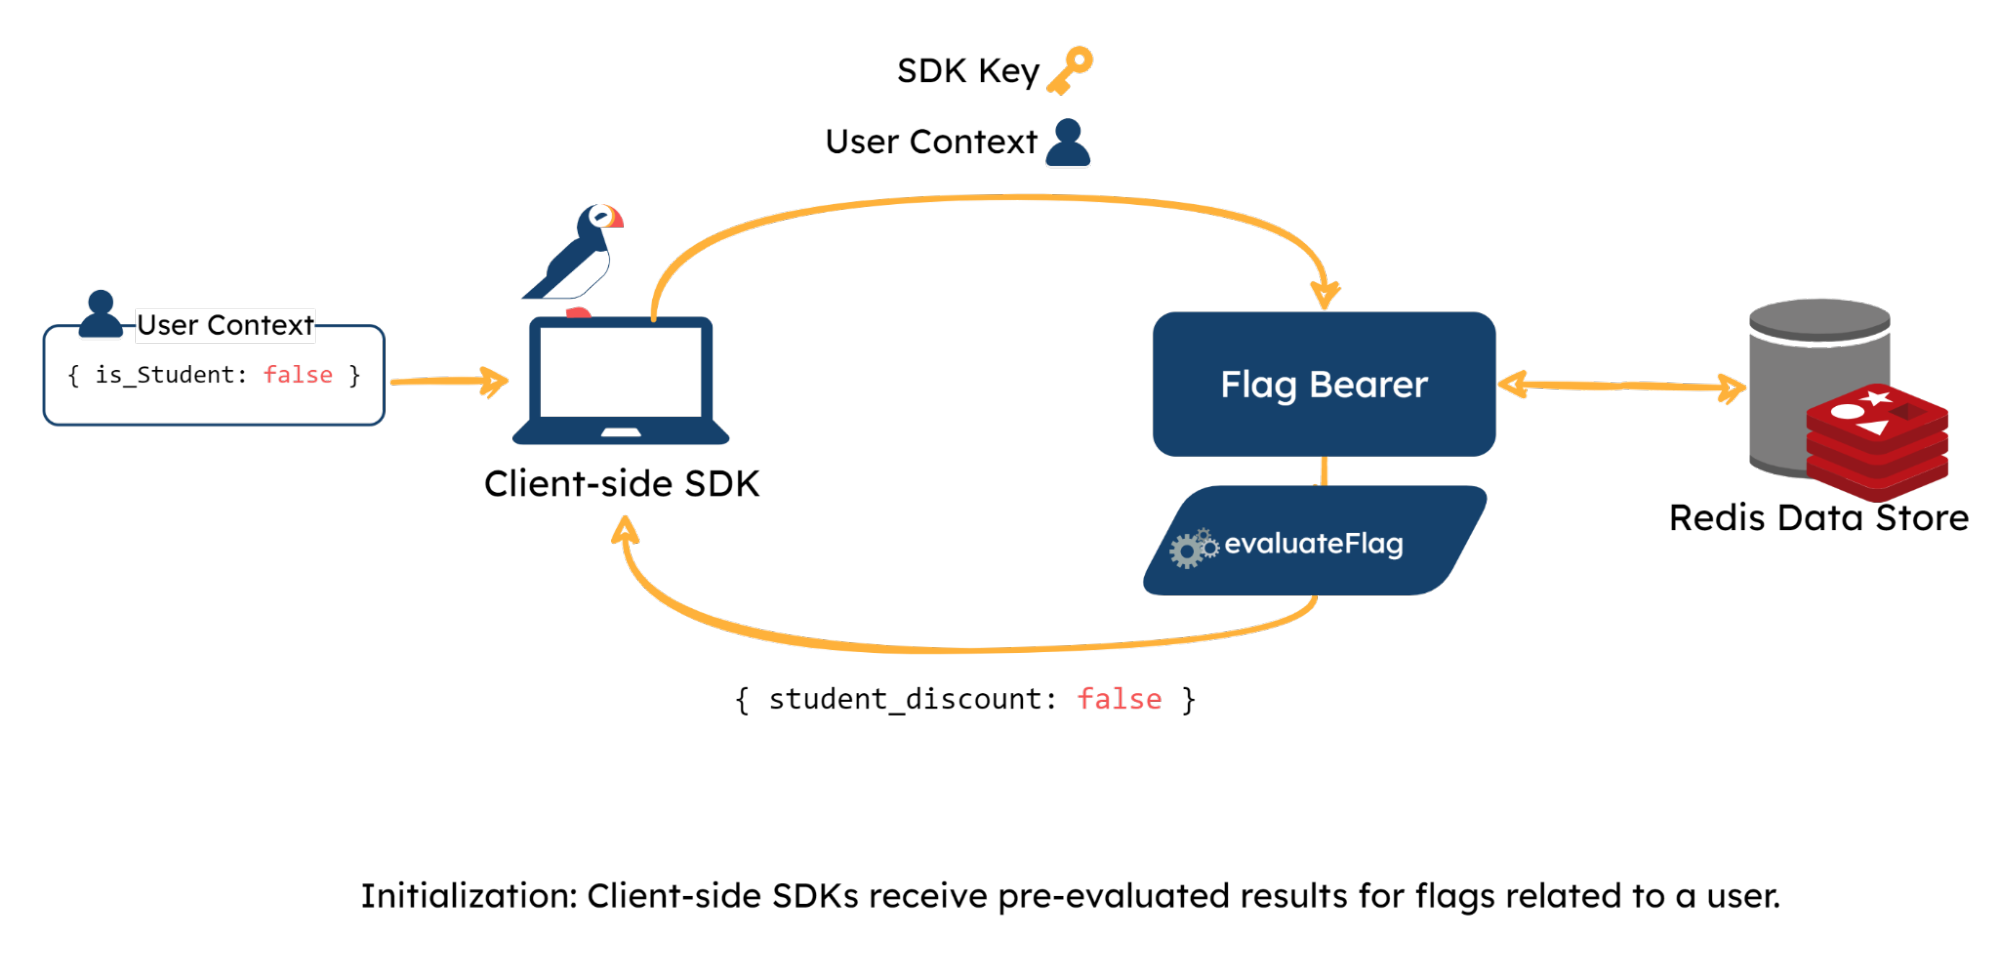 SDK Key
User Context
User Context
{ is_Student: false }
Client-side SDK
Flag Bearer
evaluateFlag
Redis Data Store
{ student_discount: false }
Initialization: Client-side SDKs receive pre-evaluated results for flags related to a user.